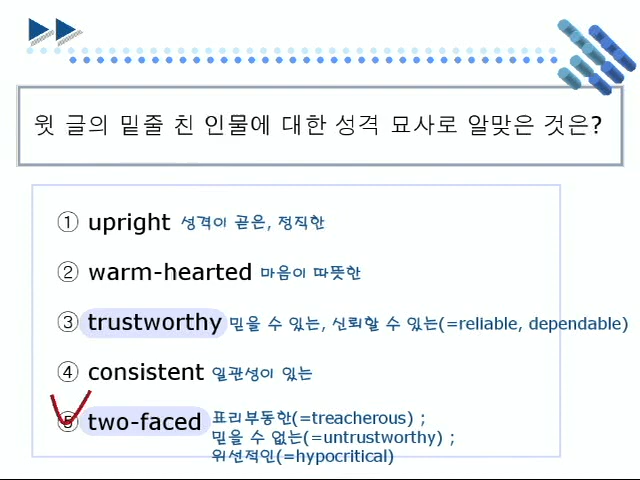 윗 글의 밑줄 친 인물에 대한 성격 묘사로 알맞은 것은?
① upright 성격이 곧은, 정직한
② warm-hearted 마음이 따뜻한
③ trustworthy 믿을 수 있는, 신뢰할 수 있는(=reliable, dependable)
④ consistent 일관성이 있는
⑤ two-faced 표리부동한(=treacherous) ;
믿을 수 없는(=untrustworthy) ;
위선적인(=hypocritical)